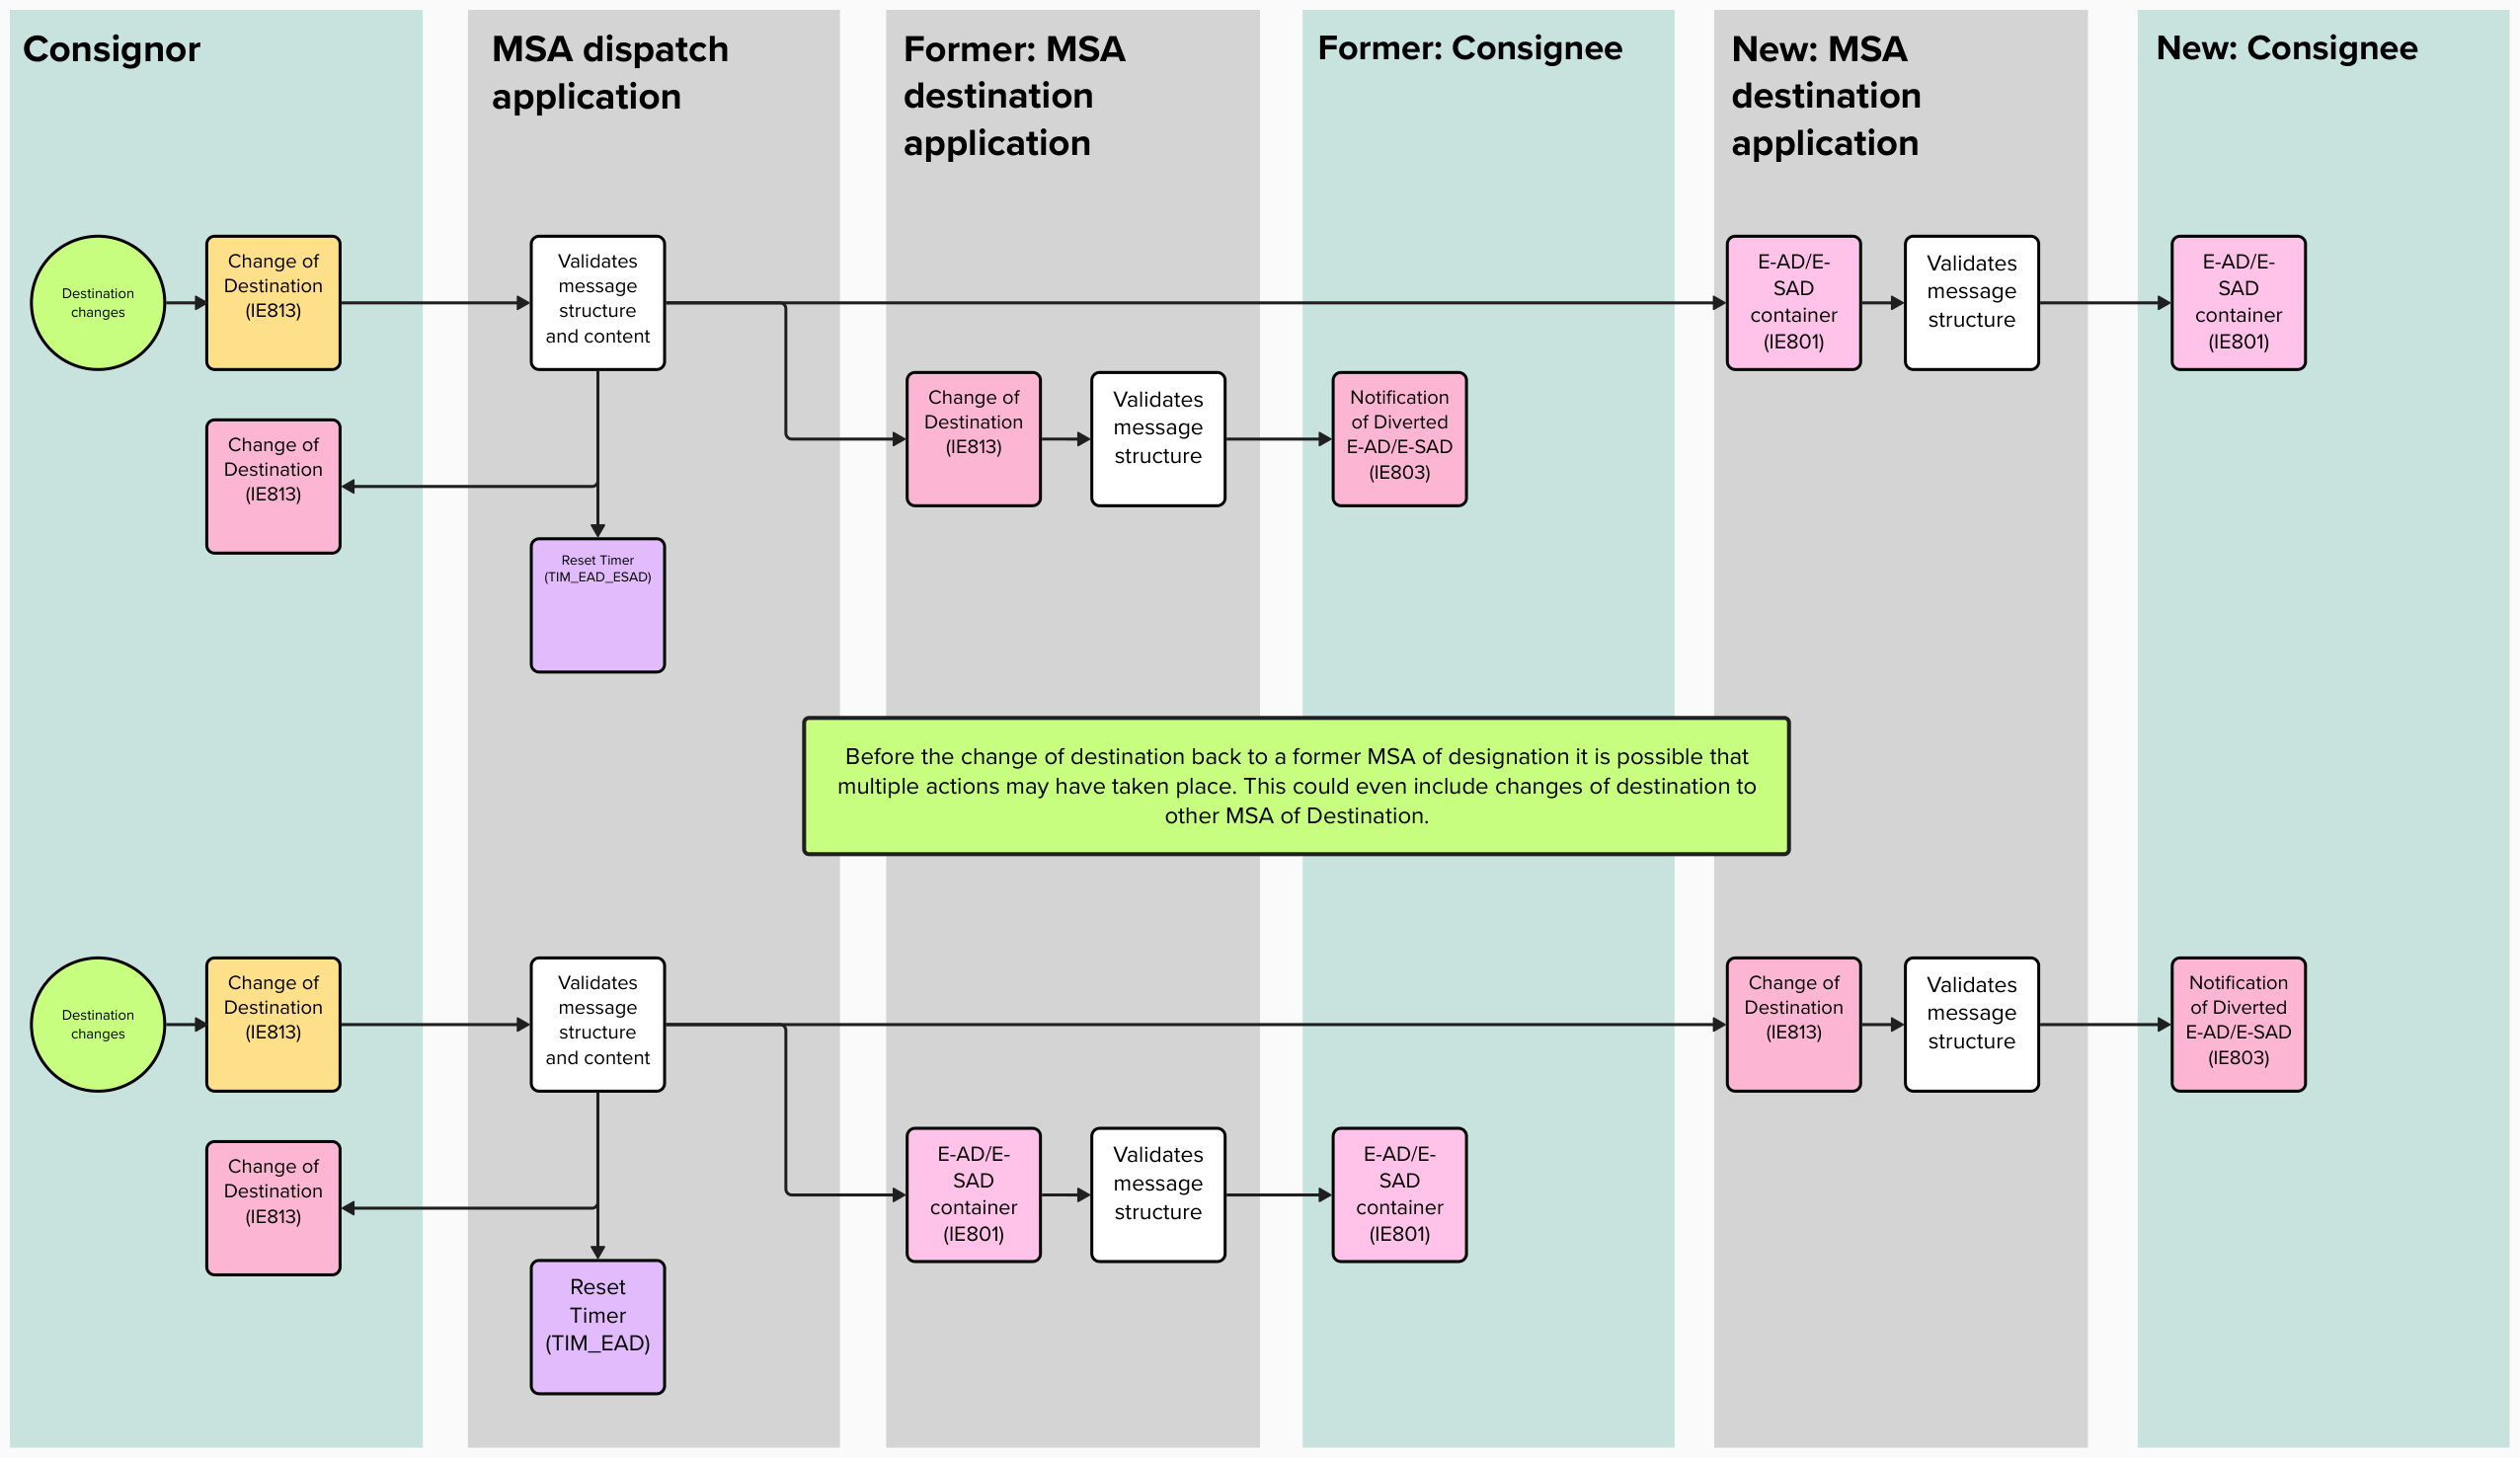 Consignor
MSA dispatch
application
Former: MSA
destination
application
Former: Consignee
New: MSA
destination
application
New: Consignee
Destination
changes
Change of
Destination
(IE813)
Validates
message
structure
and content
E-AD/E-
SAD
container
(IE801)
Validates
message
structure
E-AD/E-
SAD
container
(IE801)
Change of
Destination
(IE813)
Validates
message
structure
Notification
of Diverted
E-AD/E-SAD
(IE803)
Change of
Destination
(IE813)
Reset Timer
(TIM_EAD_ESAD)
Before the change of destination back to a former MSA of designation it is possible that
multiple actions may have taken place. This could even include changes of destination to
other MSA of Destination.
Destination
changes
Change of
Destination
(IE813)
Validates
message
structure
and content
Change of
Destination
(IE813)
Validates
message
structure
Notification
of Diverted
E-AD/E-SAD
(IE803)
E-AD/E-
SAD
container
(IE801)
Validates
message
structure
E-AD/E-
SAD
container
(IE801)
Change of
Destination
(IE813)
Reset
Timer
(TIM_EAD)